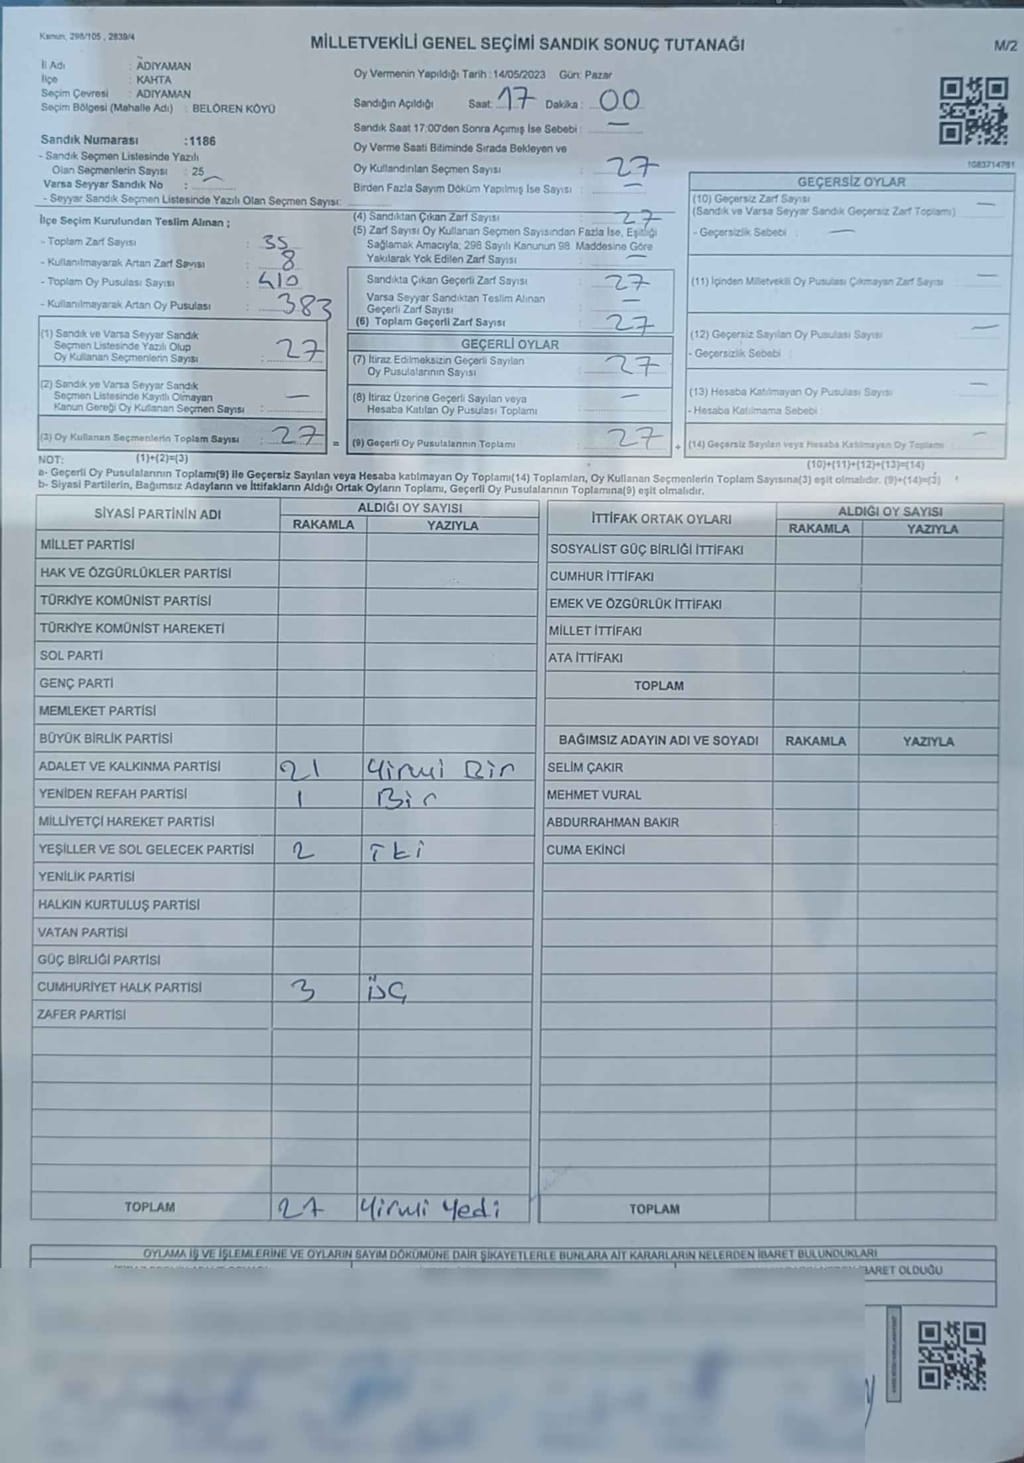 Kanun, 298/105 , 2839/4
MİLLETVEKİLİ GENEL SEÇİMİ SANDIK SONUÇ TUTANAĞI
M/2
İl Adı : ADIYAMAN
İlçe : KAHTA
Seçim Çevresi : ADIYAMAN
Seçim Bölgesi (Mahalle Adı) : BELÖREN KÖYÜ
Sandık Numarası :1186
- Sandık Seçmen Listesinde Yazılı
Olan Seçmenlerin Sayısı : 25
Varsa Seyyar Sandık No :
- Seyyar Sandık Seçmen Listesinde Yazılı Olan Seçmen Sayısı:
Oy Vermenin Yapıldığı Tarih : 14/05/2023 Gün: Pazar
Sandığın Açıldığı Saat: 17 Dakika : 00
Sandık Saat 17:00'den Sonra Açımış İse Sebebi : —
Oy Verme Saati Bitiminde Sırada Bekleyen ve
Oy Kullandırılan Seçmen Sayısı : 27
Birden Fazla Sayım Döküm Yapılmış İse Sayısı : —
1083714781
İlçe Seçim Kurulundan Teslim Alınan ;
- Toplam Zarf Sayısı : 35
- Kullanılmayarak Artan Zarf Sayısı : 8
- Toplam Oy Pusulası Sayısı : 410
- Kullanılmayarak Artan Oy Pusulası : 383
(1) Sandık ve Varsa Seyyar Sandık
Seçmen Listesinde Yazılı Olup
Oy Kullanan Seçmenlerin Sayısı : 27
(2) Sandık ve Varsa Seyyar Sandık
Seçmen Listesinde Kayıtlı Olmayan
Kanun Gereği Oy Kullanan Seçmen Sayısı : —
(3) Oy Kullanan Seçmenlerin Toplam Sayısı : 27 =
(4) Sandıktan Çıkan Zarf Sayısı : 27
(5) Zarf Sayısı Oy Kullanan Seçmen Sayısından Fazla İse, Eşitliği
Sağlamak Amacıyla; 298 Sayılı Kanunun 98. Maddesine Göre
Yakılarak Yok Edilen Zarf Sayısı : —
Sandıkta Çıkan Geçerli Zarf Sayısı : 27
Varsa Seyyar Sandıktan Teslim Alınan
Geçerli Zarf Sayısı : —
(6) Toplam Geçerli Zarf Sayısı : 27
GEÇERLİ OYLAR
(7) İtiraz Edilmeksizin Geçerli Sayılan
Oy Pusulalarının Sayısı : 27
(8) İtiraz Üzerine Geçerli Sayılan veya
Hesaba Katılan Oy Pusulası Toplamı : —
(9) Geçerli Oy Pusulalarının Toplamı : 27 +
GEÇERSİZ OYLAR
(10) Geçersiz Zarf Sayısı —
(Sandık ve Varsa Seyyar Sandık Geçersiz Zarf Toplamı)
- Geçersizlik Sebebi : —
(11) İçinden Milletvekili Oy Pusulası Çıkmayan Zarf Sayısı : —
(12) Geçersiz Sayılan Oy Pusulası Sayısı : —
- Geçersizlik Sebebi :
(13) Hesaba Katılmayan Oy Pusulası Sayısı : —
- Hesaba Katılmama Sebebi :
(14) Geçersiz Sayılan veya Hesaba Katılmayan Oy Toplamı : —
NOT: (1)+(2)=(3)
(10)+(11)+(12)+(13)=(14)
a- Geçerli Oy Pusulalarının Toplamı(9) ile Geçersiz Sayılan veya Hesaba katılmayan Oy Toplamı(14) Toplamları, Oy Kullanan Seçmenlerin Toplam Sayısına(3) eşit olmalıdır. (9)+(14)=(3)
b- Siyasi Partilerin, Bağımsız Adayların ve İttifakların Aldığı Ortak Oyların Toplamı, Geçerli Oy Pusulalarının Toplamına(9) eşit olmalıdır.
SİYASİ PARTİNİN ADI ALDIĞI OY SAYISI
RAKAMLA YAZIYLA
MİLLET PARTİSİ
HAK VE ÖZGÜRLÜKLER PARTİSİ
TÜRKİYE KOMÜNİST PARTİSİ
TÜRKİYE KOMÜNİST HAREKETİ
SOL PARTİ
GENÇ PARTİ
MEMLEKET PARTİSİ
BÜYÜK BİRLİK PARTİSİ
ADALET VE KALKINMA PARTİSİ 21 Yirmi Bir
YENİDEN REFAH PARTİSİ 1 Bir
MİLLİYETÇİ HAREKET PARTİSİ
YEŞİLLER VE SOL GELECEK PARTİSİ 2 İki
YENİLİK PARTİSİ
HALKIN KURTULUŞ PARTİSİ
VATAN PARTİSİ
GÜÇ BİRLİĞİ PARTİSİ
CUMHURİYET HALK PARTİSİ 3 ÜÇ
ZAFER PARTİSİ
TOPLAM 27 Yirmi Yedi
İTTİFAK ORTAK OYLARI ALDIĞI OY SAYISI
RAKAMLA YAZIYLA
SOSYALİST GÜÇ BİRLİĞİ İTTİFAKI
CUMHUR İTTİFAKI
EMEK VE ÖZGÜRLÜK İTTİFAKI
MİLLET İTTİFAKI
ATA İTTİFAKI
TOPLAM
BAĞIMSIZ ADAYIN ADI VE SOYADI RAKAMLA YAZIYLA
SELİM ÇAKIR
MEHMET VURAL
ABDURRAHMAN BAKIR
CUMA EKİNCİ
TOPLAM
OYLAMA İŞ VE İŞLEMLERİNE VE OYLARIN SAYIM DÖKÜMÜNE DAİR ŞİKAYETLERLE BUNLARA AİT KARARLARIN NELERDEN İBARET BULUNDUKLARI
BARET OLDUĞU